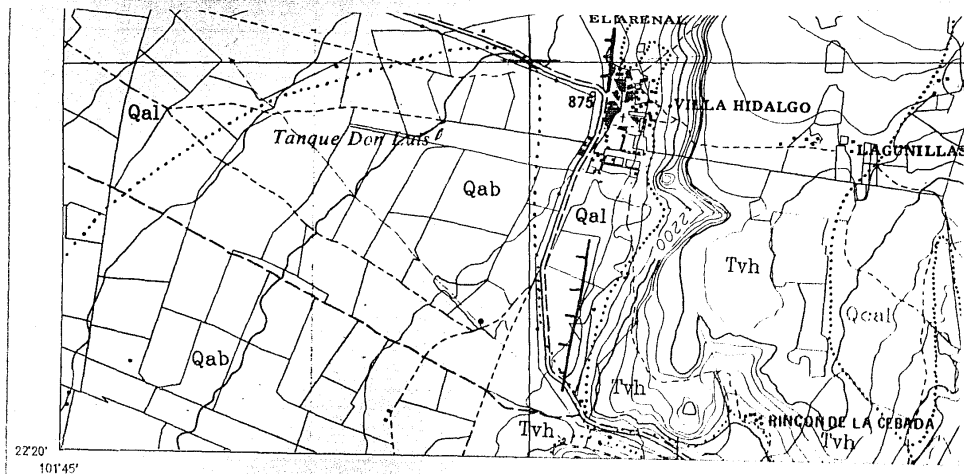 EL ARENAL
875
VILLA HIDALGO
Qal
Tanque Don Luis
LAGUNILLAS
Qab
Qal
2200
Tvh
Qcal
Qab
Tvh
Tvh
RINCON DE LA CEBADA
Tvh
22°20'
101°45'